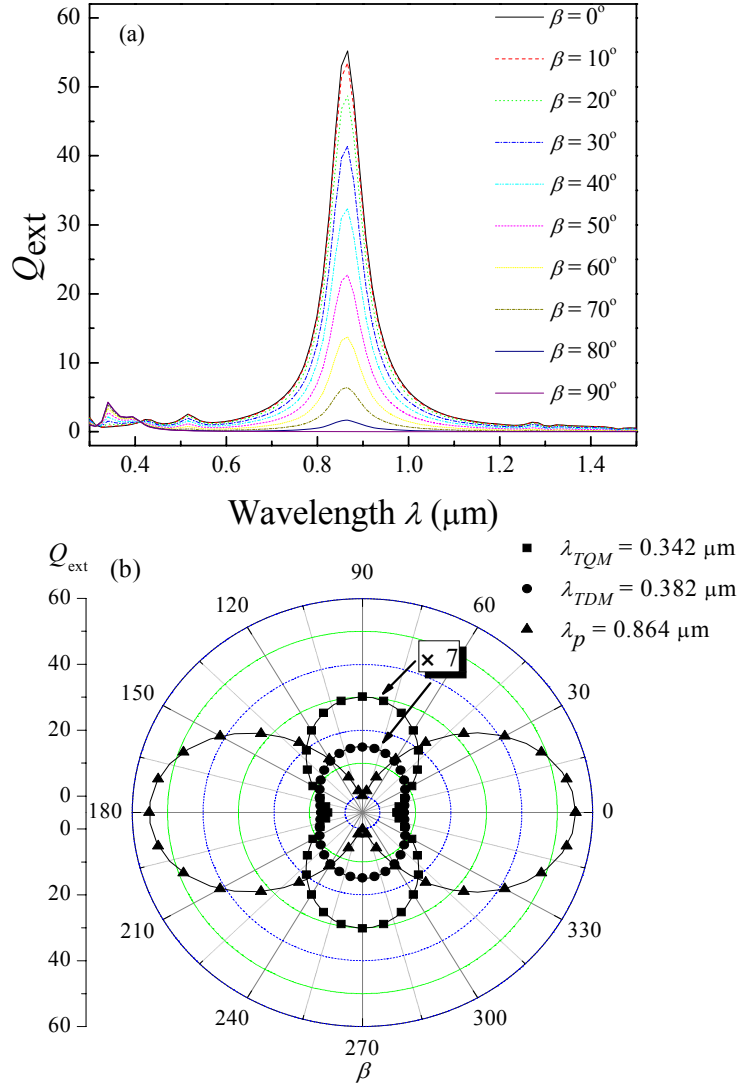 (a)
β = 0°
β = 10°
β = 20°
β = 30°
β = 40°
β = 50°
β = 60°
β = 70°
β = 80°
β = 90°
60
50
40
30
20
10
0
Qext
0.4 0.6 0.8 1.0 1.2 1.4
Wavelength λ (μm)
Qext
(b)
λTQM = 0.342 μm
λTDM = 0.382 μm
λp = 0.864 μm
× 7
60
40
20
0
0
20
40
60
0
30
60
90
120
150
180
210
240
270
300
330
β